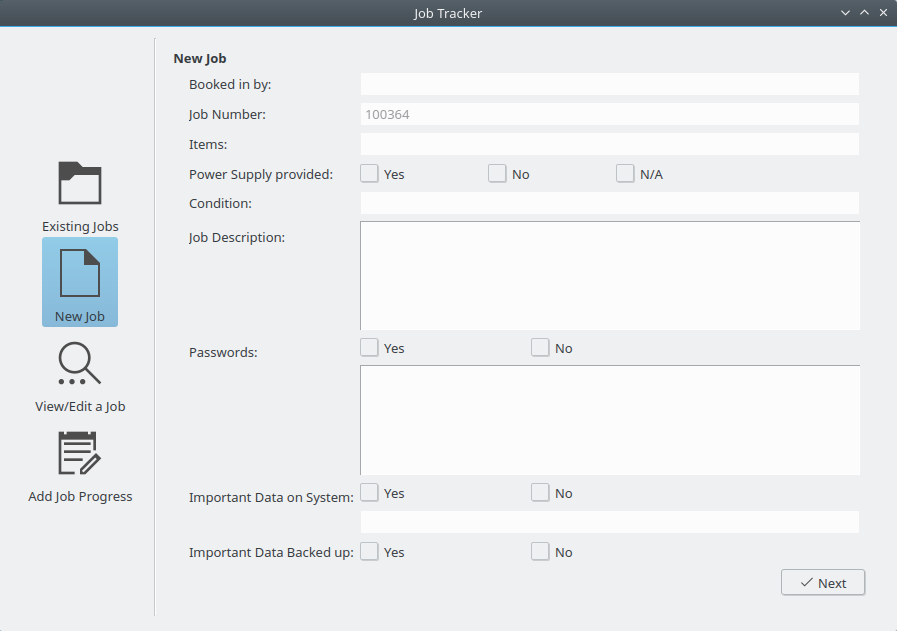 Job Tracker
Existing Jobs
New Job
View/Edit a Job
Add Job Progress
New Job
Booked in by:
Job Number: 100364
Items:
Power Supply provided: Yes No N/A
Condition:
Job Description:
Passwords: Yes No
Important Data on System: Yes No
Important Data Backed up: Yes No
Next